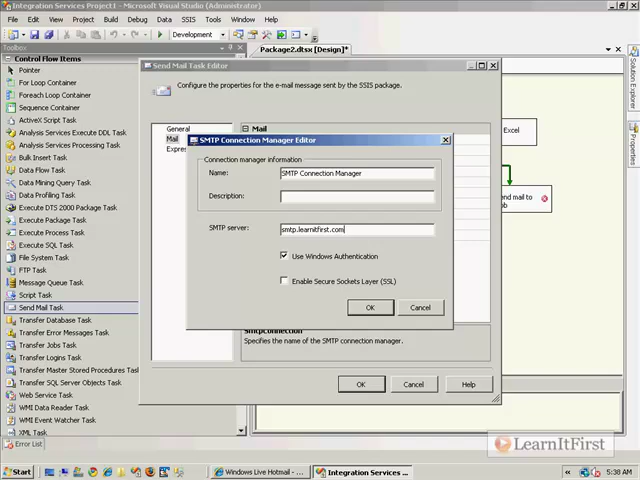 Integration Services Project1 - Microsoft Visual Studio (Administrator)
File Edit View Project Build Debug Data SSIS Tools Window Help
Development
Toolbox
Package2.dtsx [Design]*
Control Flow Items
Pointer
For Loop Container
Foreach Loop Container
Sequence Container
ActiveX Script Task
Analysis Services Execute DDL Task
Analysis Services Processing Task
Bulk Insert Task
Data Flow Task
Data Mining Query Task
Data Profiling Task
Execute DTS 2000 Package Task
Execute Package Task
Execute Process Task
Execute SQL Task
File System Task
FTP Task
Message Queue Task
Script Task
Send Mail Task
Transfer Database Task
Transfer Error Messages Task
Transfer Jobs Task
Transfer Logins Task
Transfer Master Stored Procedures ...
Transfer SQL Server Objects Task
Web Service Task
WMI Data Reader Task
WMI Event Watcher Task
XML Task
Error List
Send Mail Task Editor
Configure the properties for the e-mail message sent by the SSIS package.
General
Mail
Expres
Mail
SMTP Connection Manager Editor
Connection manager information
Name: SMTP Connection Manager
Description:
SMTP server: smtp.learnitfirst.com
Use Windows Authentication
Enable Secure Sockets Layer (SSL)
OK Cancel
SmtpConnection
Specifies the name of the SMTP connection manager.
OK Cancel Help
Excel
end mail to
ob
Solution Explorer
Properties
LearnItFirst
Start
Windows Live Hotmail - ...
Integration Services ...
5:38 AM